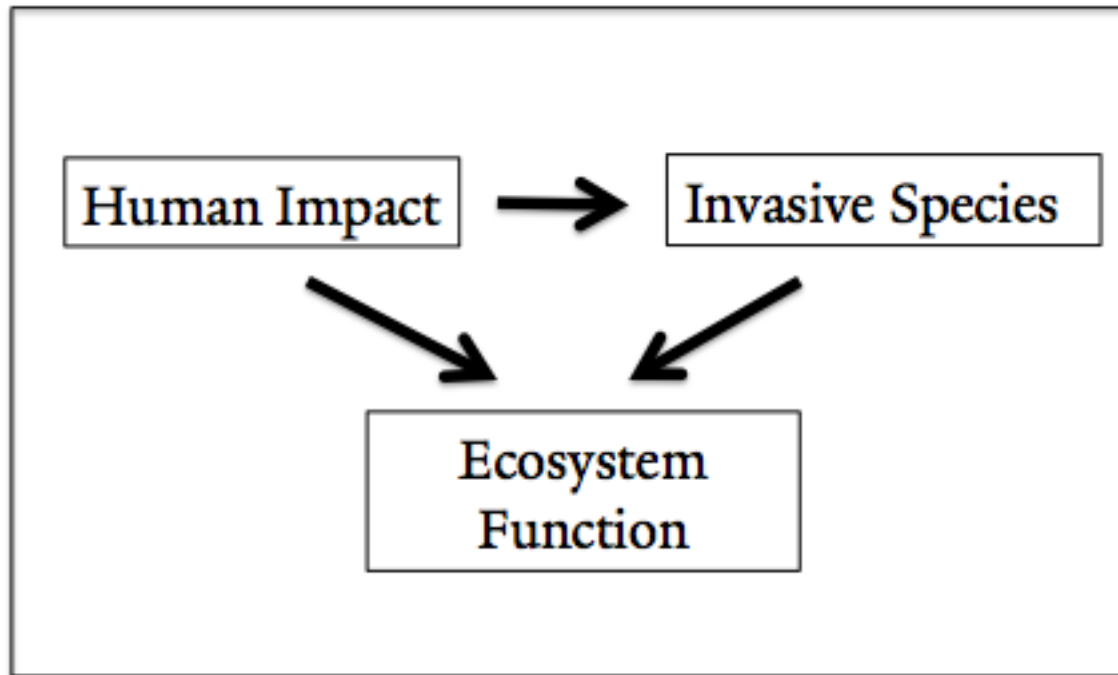 Human Impact
Invasive Species
Ecosystem
Function